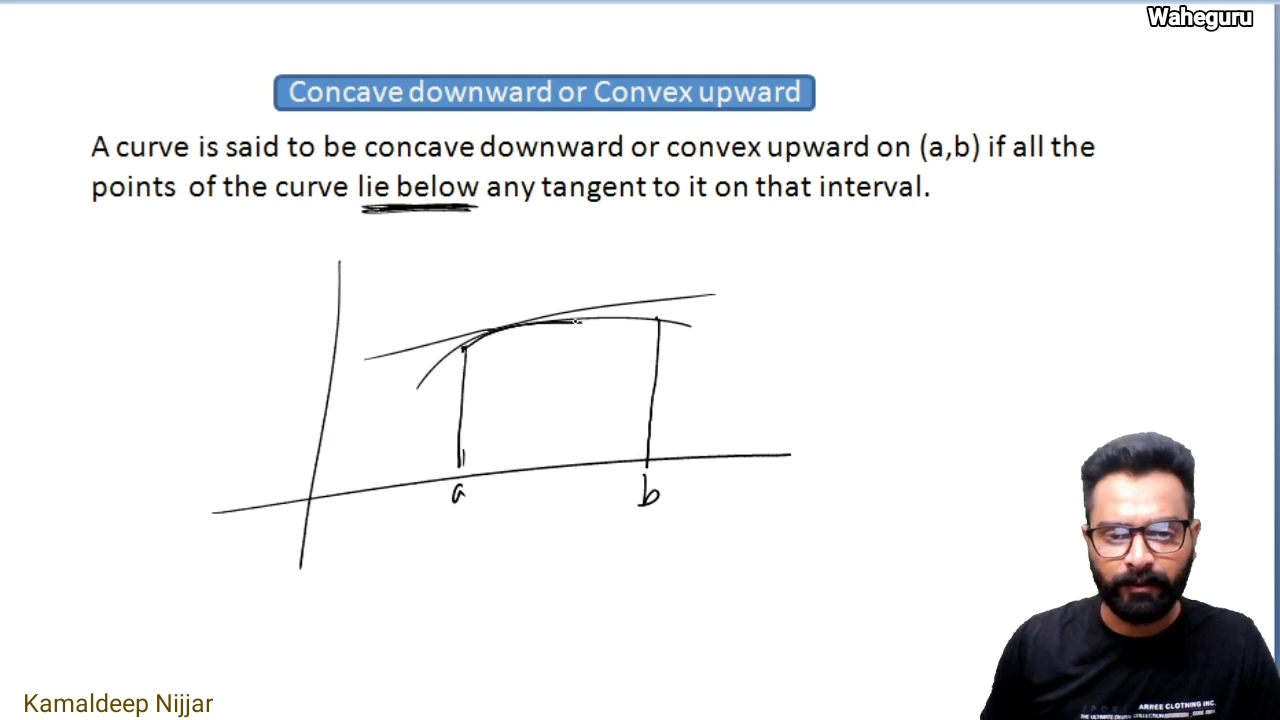 Waheguru
Concave downward or Convex upward
A curve is said to be concave downward or convex upward on (a,b) if all the
points of the curve lie below any tangent to it on that interval.
a
b
ARREE CLOTHING INC.
Kamaldeep Nijjar